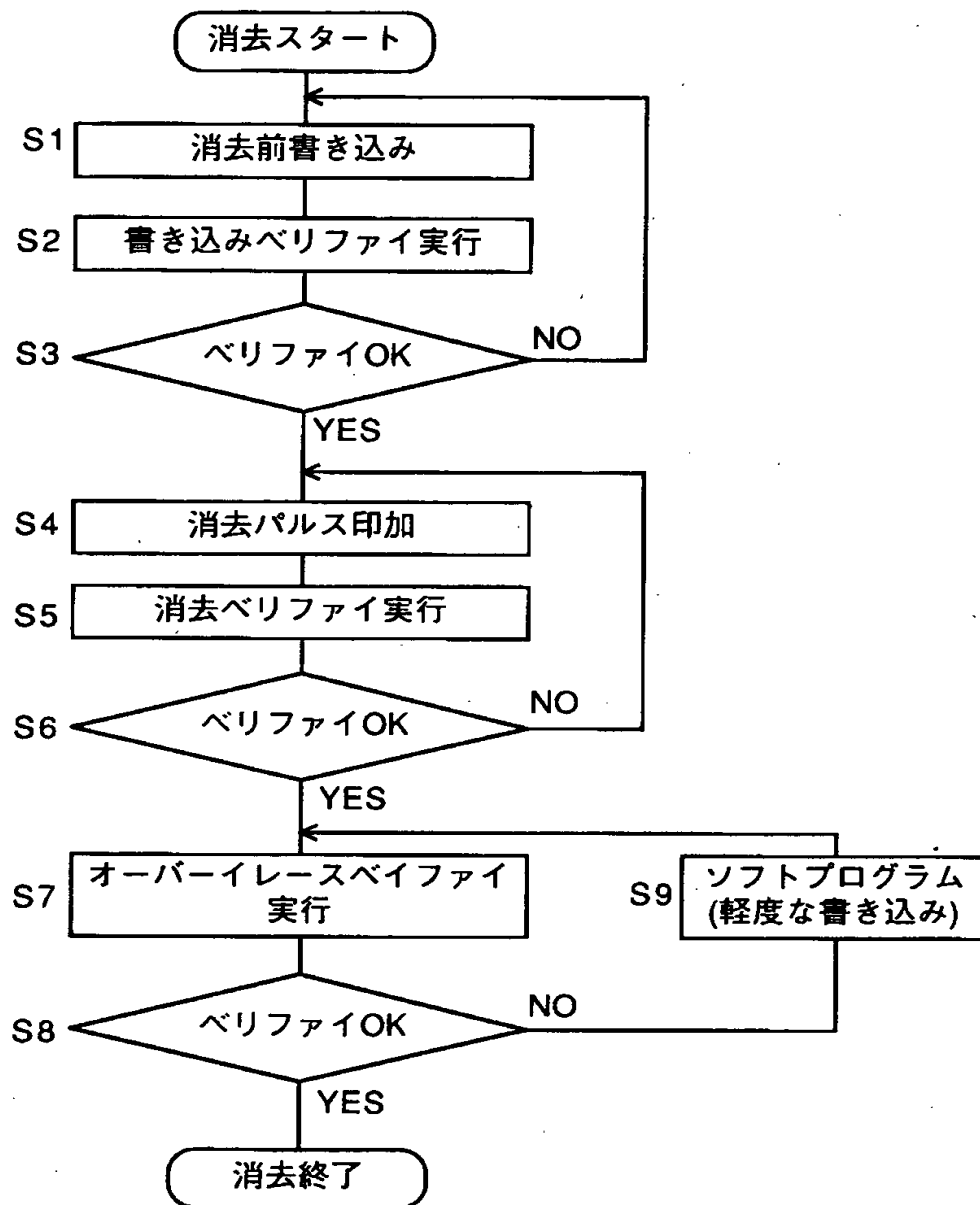 消去スタート
S1
消去前書き込み
S2
書き込みベリファイ実行
S3
ベリファイOK
NO
YES
S4
消去パルス印加
S5
消去ベリファイ実行
S6
ベリファイOK
NO
YES
S7
オーバーイレースベイファイ
実行
S9
ソフトプログラム
(軽度な書き込み)
S8
ベリファイOK
NO
YES
消去終了